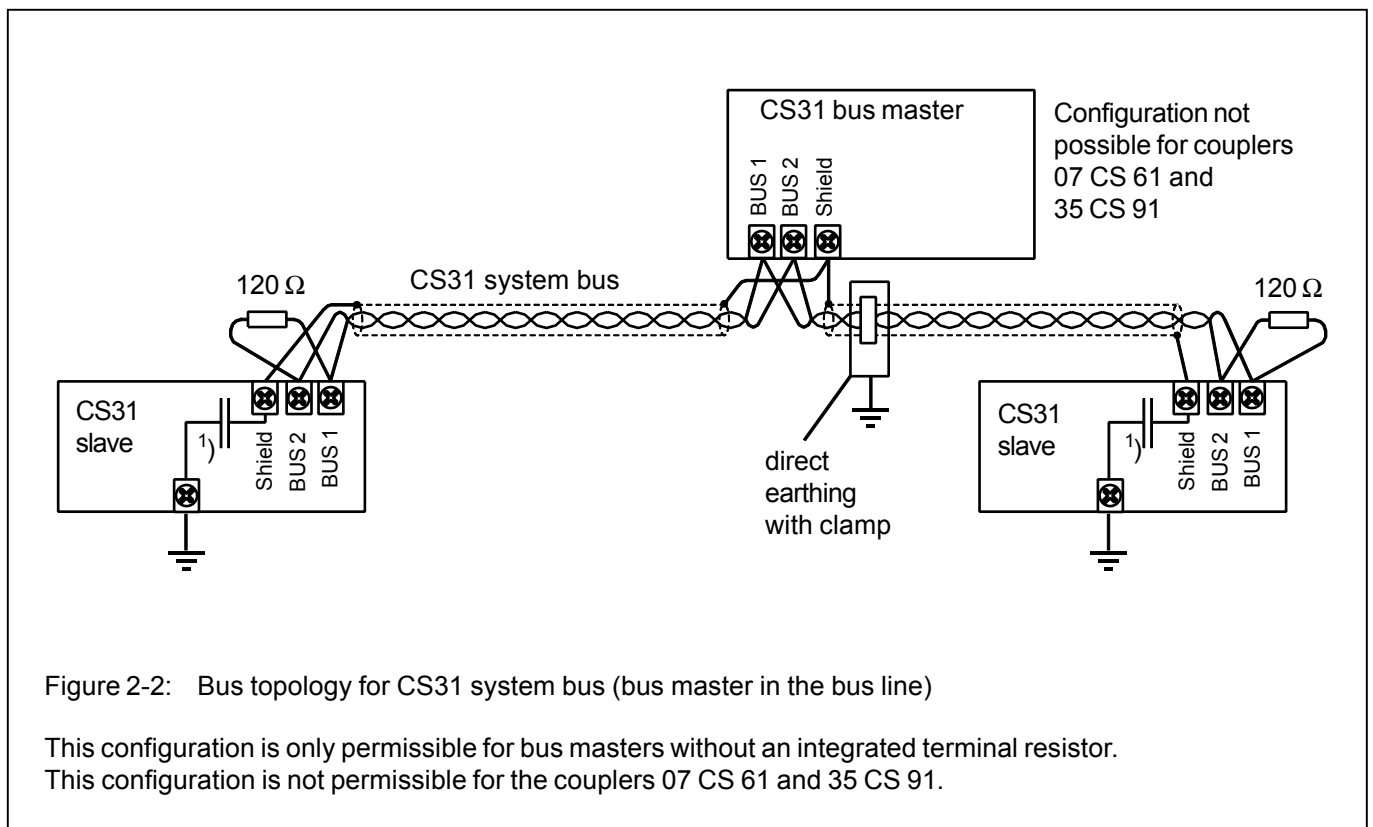 CS31 bus master
BUS 1
BUS 2
Shield
Configuration not
possible for couplers
07 CS 61 and
35 CS 91
120 Ω
CS31 system bus
120 Ω
CS31
slave
1)
Shield
BUS 2
BUS 1
direct
earthing
with clamp
CS31
slave
1)
Shield
BUS 2
BUS 1
Figure 2-2: Bus topology for CS31 system bus (bus master in the bus line)
This configuration is only permissible for bus masters without an integrated terminal resistor.
This configuration is not permissible for the couplers 07 CS 61 and 35 CS 91.